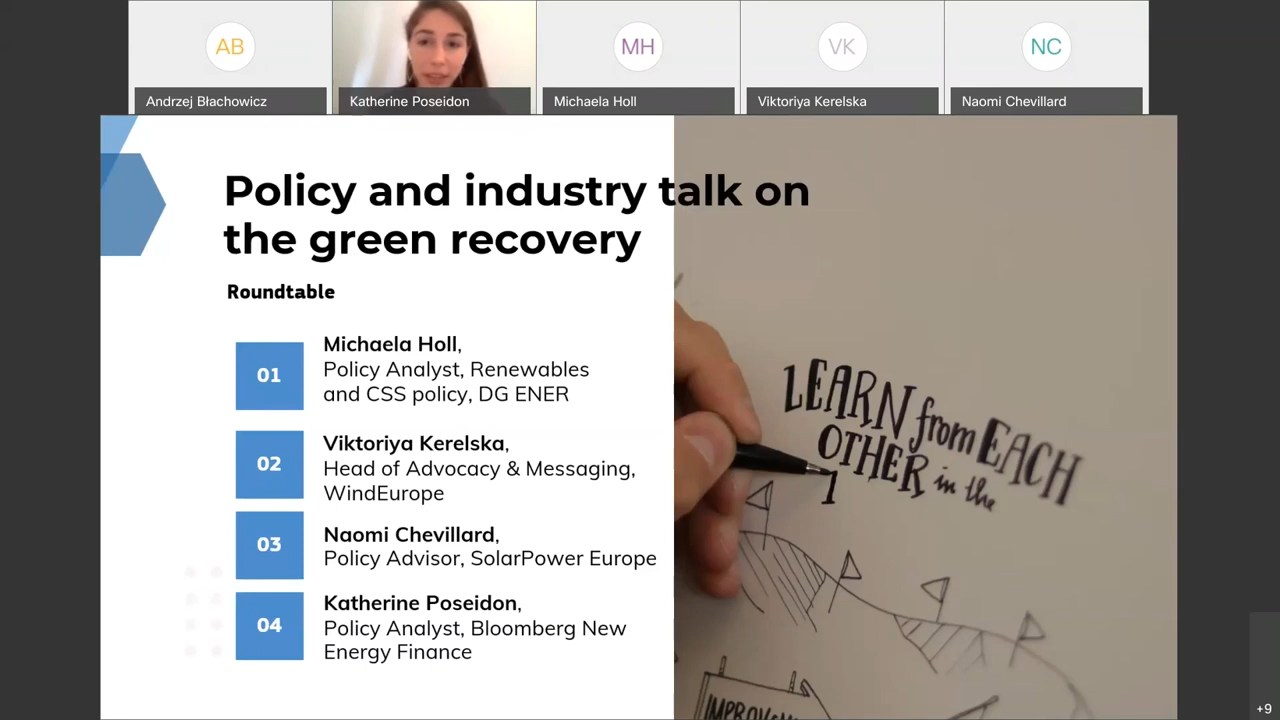 AB
MH
VK
NC
Andrzej Błachowicz
Katherine Poseidon
Michaela Holl
Viktoriya Kerelska
Naomi Chevillard
Policy and industry talk on
the green recovery
Roundtable
01
Michaela Holl,
Policy Analyst, Renewables
and CSS policy, DG ENER
02
Viktoriya Kerelska,
Head of Advocacy & Messaging,
WindEurope
03
Naomi Chevillard,
Policy Advisor, SolarPower Europe
04
Katherine Poseidon,
Policy Analyst, Bloomberg New
Energy Finance
LEARN from EACH
OTHER in the
+9